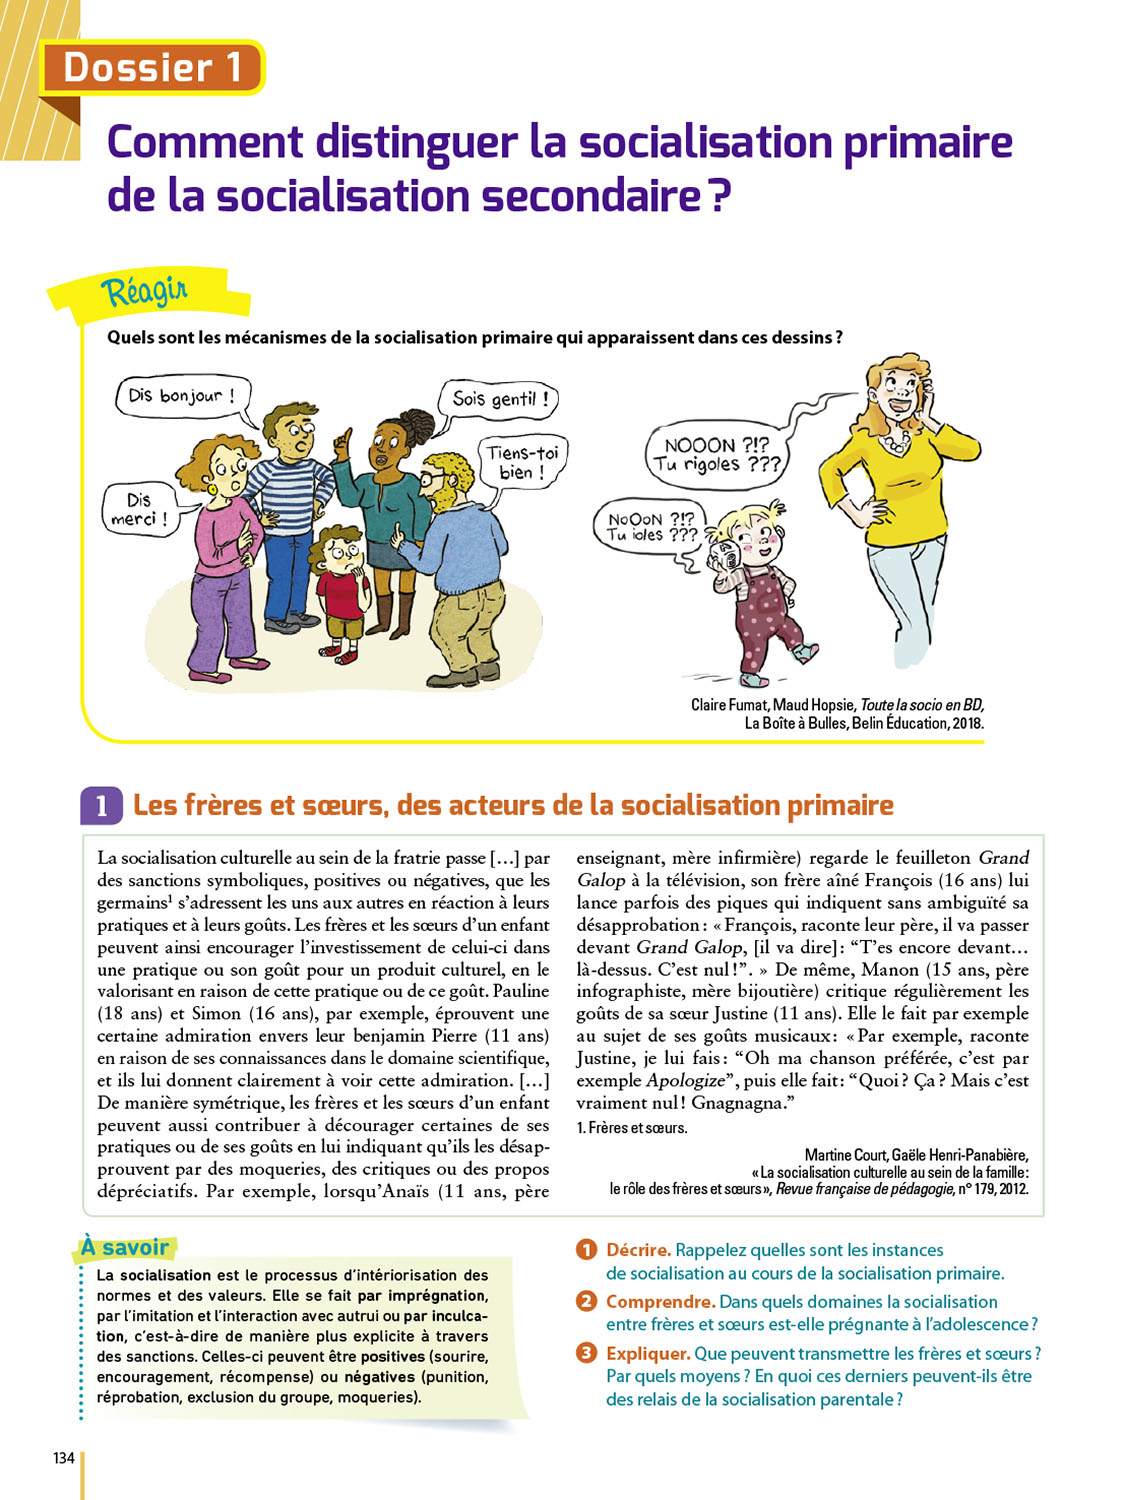 Dossier 1
Comment distinguer la socialisation primaire
de la socialisation secondaire ?
Réagir
Quels sont les mécanismes de la socialisation primaire qui apparaissent dans ces dessins ?
Dis bonjour !
Sois gentil !
Tiens-toi
bien !
Dis
merci !
NOOON ?!?
Tu rigoles ???
NoOoN ?!?
Tu ioles ???
Claire Fumat, Maud Hopsie, Toute la socio en BD,
La Boîte à Bulles, Belin Éducation, 2018.
1 Les frères et sœurs, des acteurs de la socialisation primaire
La socialisation culturelle au sein de la fratrie passe […] par
des sanctions symboliques, positives ou négatives, que les
germains1 s’adressent les uns aux autres en réaction à leurs
pratiques et à leurs goûts. Les frères et les sœurs d’un enfant
peuvent ainsi encourager l’investissement de celui-ci dans
une pratique ou son goût pour un produit culturel, en le
valorisant en raison de cette pratique ou de ce goût. Pauline
(18 ans) et Simon (16 ans), par exemple, éprouvent une
certaine admiration envers leur benjamin Pierre (11 ans)
en raison de ses connaissances dans le domaine scientifique,
et ils lui donnent clairement à voir cette admiration. […]
De manière symétrique, les frères et les sœurs d’un enfant
peuvent aussi contribuer à décourager certaines de ses
pratiques ou de ses goûts en lui indiquant qu’ils les désap-
prouvent par des moqueries, des critiques ou des propos
dépréciatifs. Par exemple, lorsqu’Anaïs (11 ans, père
enseignant, mère infirmière) regarde le feuilleton Grand
Galop à la télévision, son frère aîné François (16 ans) lui
lance parfois des piques qui indiquent sans ambiguïté sa
désapprobation : « François, raconte leur père, il va passer
devant Grand Galop, [il va dire] : “T’es encore devant…
là-dessus. C’est nul !”. » De même, Manon (15 ans, père
infographiste, mère bijoutière) critique régulièrement les
goûts de sa sœur Justine (11 ans). Elle le fait par exemple
au sujet de ses goûts musicaux : « Par exemple, raconte
Justine, je lui fais : “Oh ma chanson préférée, c’est par
exemple Apologize”, puis elle fait : “Quoi ? Ça ? Mais c’est
vraiment nul ! Gnagnagna.”
1. Frères et sœurs.
Martine Court, Gaële Henri-Panabière,
« La socialisation culturelle au sein de la famille :
le rôle des frères et sœurs », Revue française de pédagogie, n° 179, 2012.
À savoir
La socialisation est le processus d’intériorisation des
normes et des valeurs. Elle se fait par imprégnation,
par l’imitation et l’interaction avec autrui ou par inculca-
tion, c’est-à-dire de manière plus explicite à travers
des sanctions. Celles-ci peuvent être positives (sourire,
encouragement, récompense) ou négatives (punition,
réprobation, exclusion du groupe, moqueries).
1 Décrire. Rappelez quelles sont les instances
de socialisation au cours de la socialisation primaire.
2 Comprendre. Dans quels domaines la socialisation
entre frères et sœurs est-elle prégnante à l’adolescence ?
3 Expliquer. Que peuvent transmettre les frères et sœurs ?
Par quels moyens ? En quoi ces derniers peuvent-ils être
des relais de la socialisation parentale ?
134